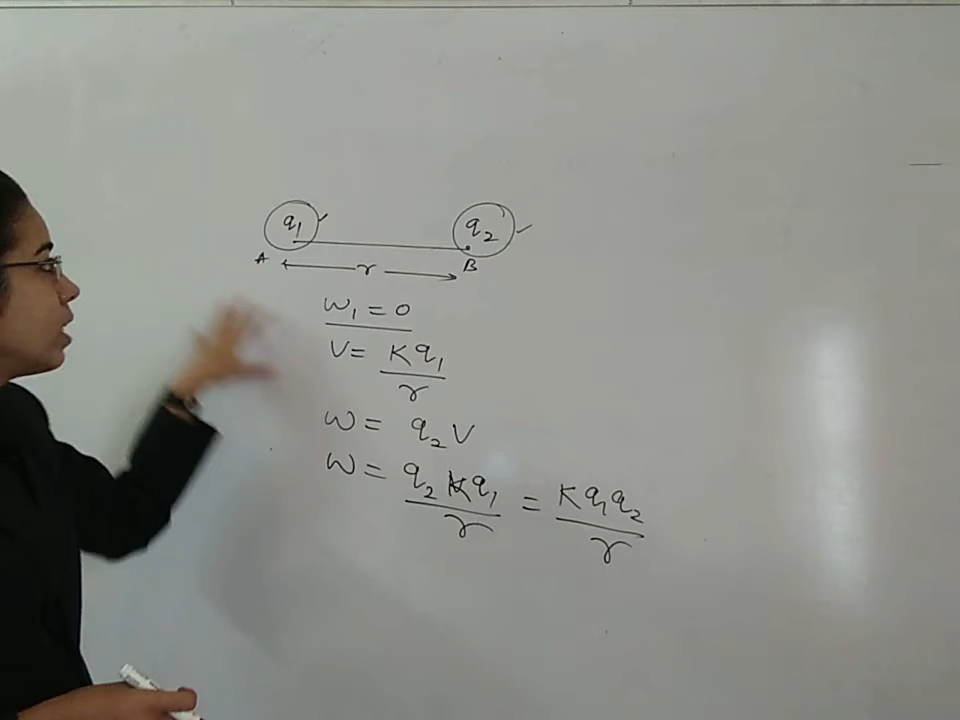 q₁ q₂
A r B
W₁ = 0
V = Kq₁/r
W = q₂V
W = q₂Kq₁/r = Kq₁q₂/r